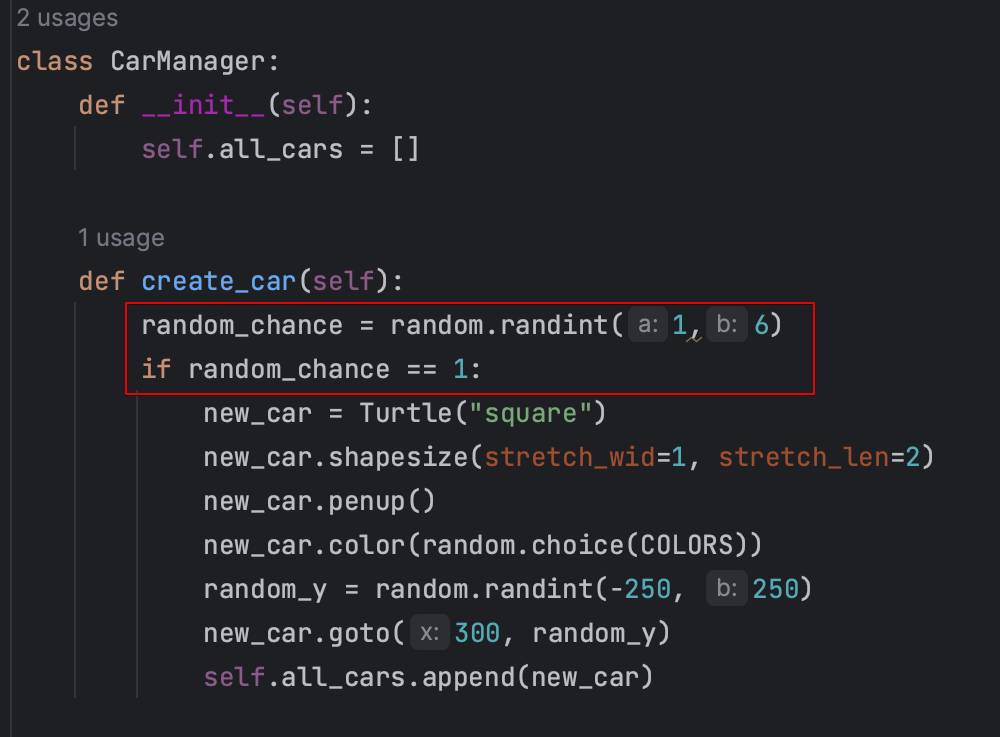 2 usages
class CarManager:
    def __init__(self):
        self.all_cars = []
    1 usage
    def create_car(self):
        random_chance = random.randint( a: 1, b: 6)
        if random_chance == 1:
            new_car = Turtle("square")
            new_car.shapesize(stretch_wid=1, stretch_len=2)
            new_car.penup()
            new_car.color(random.choice(COLORS))
            random_y = random.randint(-250, b: 250)
            new_car.goto( x: 300, random_y)
            self.all_cars.append(new_car)